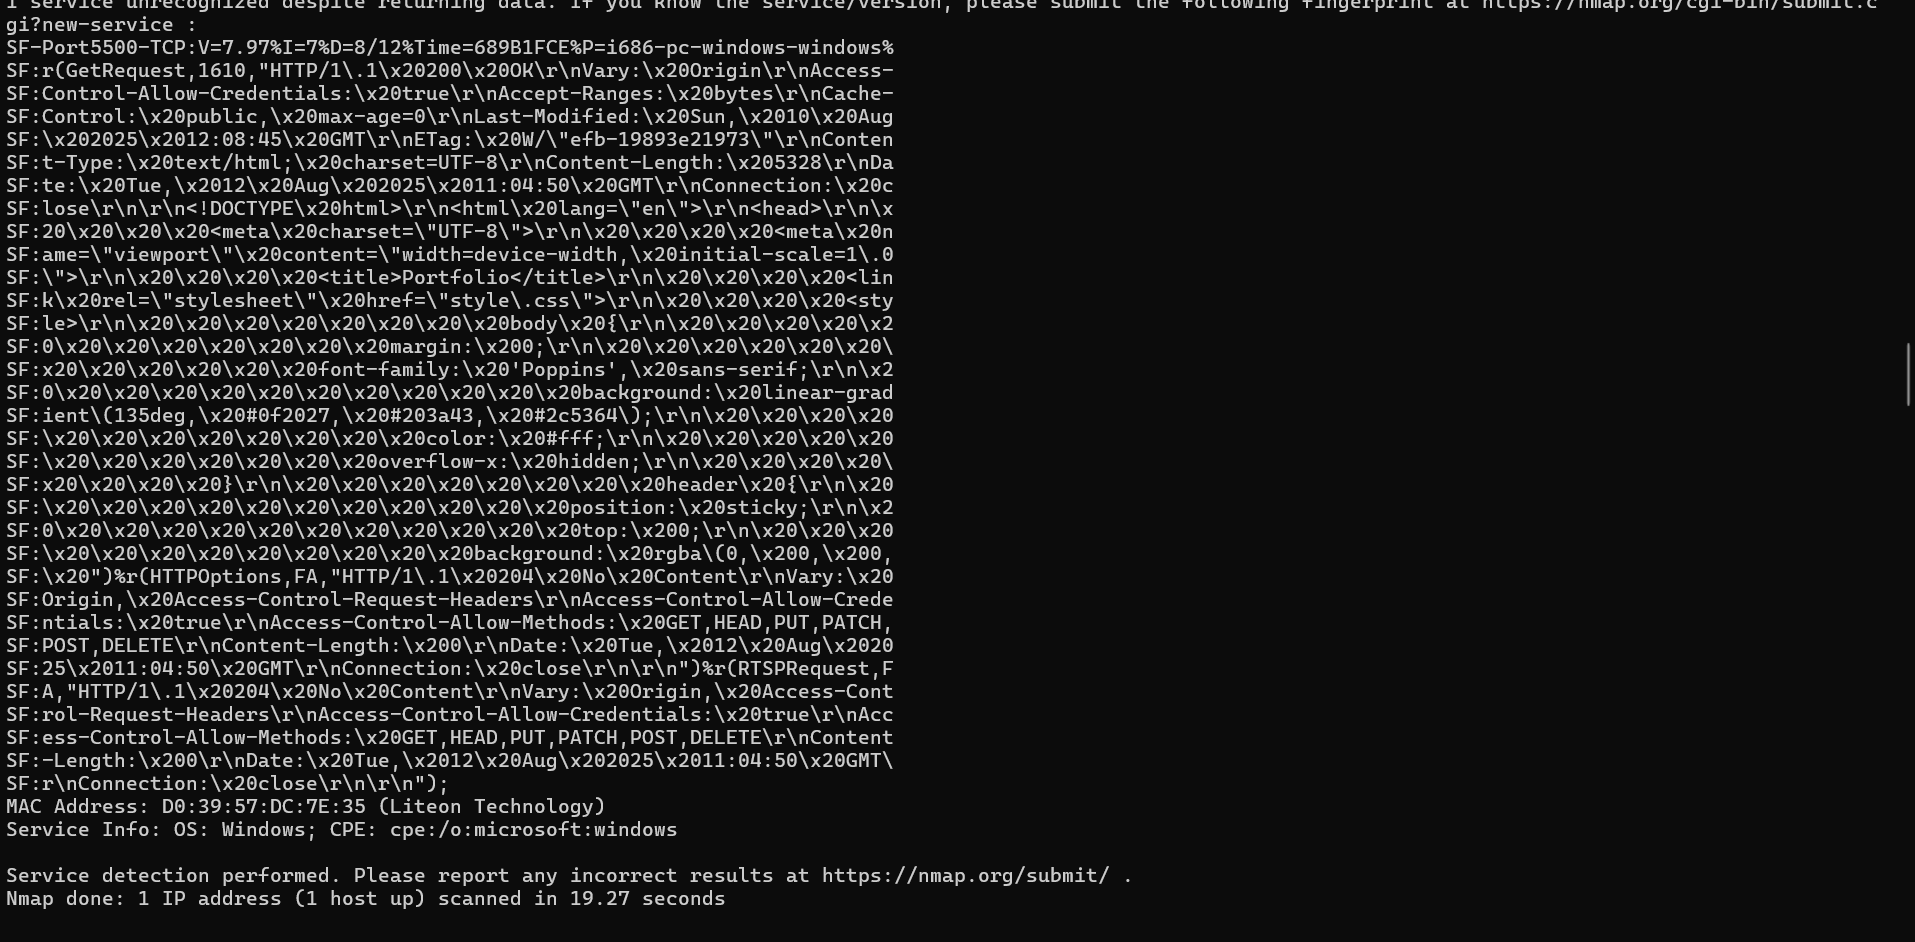 1 service unrecognized despite returning data. If you know the service/version, please submit the following fingerprint at https://nmap.org/cgi-bin/submit.c
gi?new-service :
SF-Port5500-TCP:V=7.97%I=7%D=8/12%Time=689B1FCE%P=i686-pc-windows-windows%
SF:r(GetRequest,1610,"HTTP/1\.1\x20200\x20OK\r\nVary:\x20Origin\r\nAccess-
SF:Control-Allow-Credentials:\x20true\r\nAccept-Ranges:\x20bytes\r\nCache-
SF:Control:\x20public,\x20max-age=0\r\nLast-Modified:\x20Sun,\x2010\x20Aug
SF:\x202025\x2012:08:45\x20GMT\r\nETag:\x20W/\"efb-19893e21973\"\r\nConten
SF:t-Type:\x20text/html;\x20charset=UTF-8\r\nContent-Length:\x205328\r\nDa
SF:te:\x20Tue,\x2012\x20Aug\x202025\x2011:04:50\x20GMT\r\nConnection:\x20c
SF:lose\r\n\r\n<!DOCTYPE\x20html>\r\n<html\x20lang=\"en\">\r\n<head>\r\n\x
SF:20\x20\x20\x20<meta\x20charset=\"UTF-8\">\r\n\x20\x20\x20\x20<meta\x20n
SF:ame=\"viewport\"\x20content=\"width=device-width,\x20initial-scale=1\.0
SF:\">\r\n\x20\x20\x20\x20<title>Portfolio</title>\r\n\x20\x20\x20\x20<lin
SF:k\x20rel=\"stylesheet\"\x20href=\"style\.css\">\r\n\x20\x20\x20\x20<sty
SF:le>\r\n\x20\x20\x20\x20\x20\x20\x20\x20body\x20{\r\n\x20\x20\x20\x20\x2
SF:0\x20\x20\x20\x20\x20\x20\x20margin:\x200;\r\n\x20\x20\x20\x20\x20\x20\
SF:x20\x20\x20\x20\x20\x20font-family:\x20'Poppins',\x20sans-serif;\r\n\x2
SF:0\x20\x20\x20\x20\x20\x20\x20\x20\x20\x20\x20background:\x20linear-grad
SF:ient\(135deg,\x20#0f2027,\x20#203a43,\x20#2c5364\);\r\n\x20\x20\x20\x20
SF:\x20\x20\x20\x20\x20\x20\x20\x20color:\x20#fff;\r\n\x20\x20\x20\x20\x20
SF:\x20\x20\x20\x20\x20\x20\x20overflow-x:\x20hidden;\r\n\x20\x20\x20\x20\
SF:x20\x20\x20\x20}\r\n\x20\x20\x20\x20\x20\x20\x20\x20header\x20{\r\n\x20
SF:\x20\x20\x20\x20\x20\x20\x20\x20\x20\x20\x20position:\x20sticky;\r\n\x2
SF:0\x20\x20\x20\x20\x20\x20\x20\x20\x20\x20\x20top:\x200;\r\n\x20\x20\x20
SF:\x20\x20\x20\x20\x20\x20\x20\x20\x20background:\x20rgba\(0,\x200,\x200,
SF:\x20")%r(HTTPOptions,FA,"HTTP/1\.1\x20204\x20No\x20Content\r\nVary:\x20
SF:Origin,\x20Access-Control-Request-Headers\r\nAccess-Control-Allow-Crede
SF:ntials:\x20true\r\nAccess-Control-Allow-Methods:\x20GET,HEAD,PUT,PATCH,
SF:POST,DELETE\r\nContent-Length:\x200\r\nDate:\x20Tue,\x2012\x20Aug\x2020
SF:25\x2011:04:50\x20GMT\r\nConnection:\x20close\r\n\r\n")%r(RTSPRequest,F
SF:A,"HTTP/1\.1\x20204\x20No\x20Content\r\nVary:\x20Origin,\x20Access-Cont
SF:rol-Request-Headers\r\nAccess-Control-Allow-Credentials:\x20true\r\nAcc
SF:ess-Control-Allow-Methods:\x20GET,HEAD,PUT,PATCH,POST,DELETE\r\nContent
SF:-Length:\x200\r\nDate:\x20Tue,\x2012\x20Aug\x202025\x2011:04:50\x20GMT\
SF:r\nConnection:\x20close\r\n\r\n");
MAC Address: D0:39:57:DC:7E:35 (Liteon Technology)
Service Info: OS: Windows; CPE: cpe:/o:microsoft:windows
Service detection performed. Please report any incorrect results at https://nmap.org/submit/ .
Nmap done: 1 IP address (1 host up) scanned in 19.27 seconds